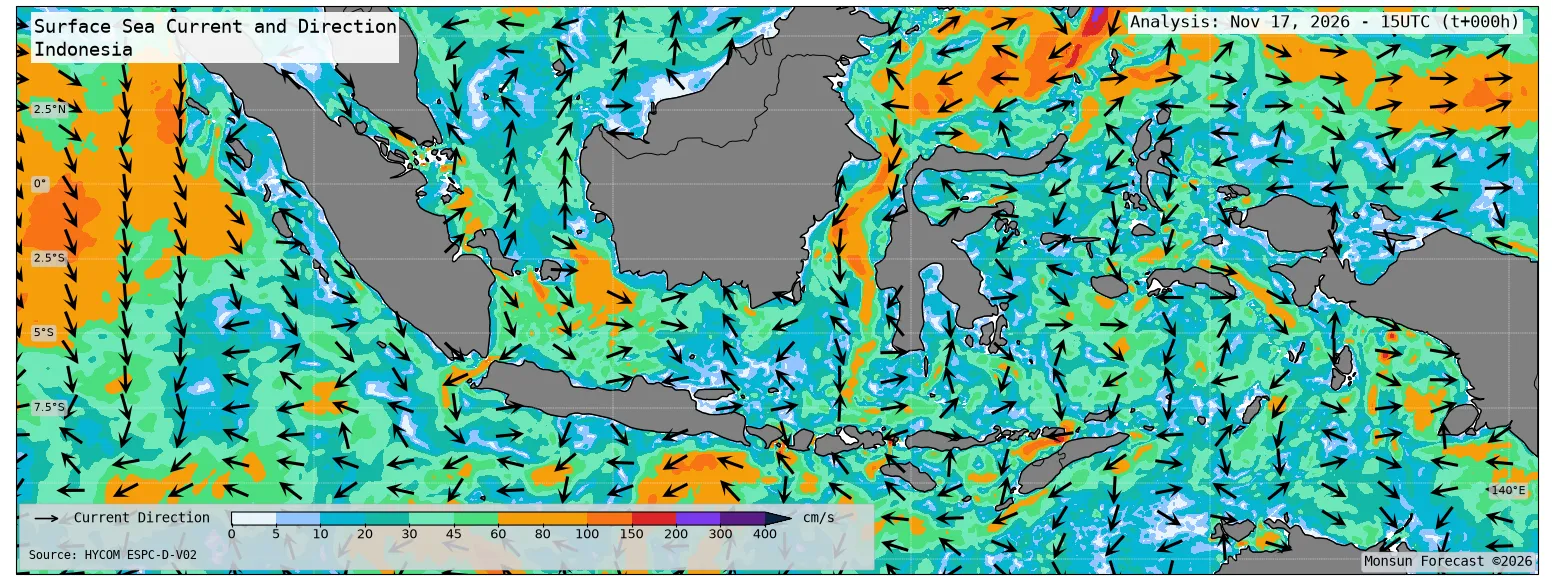 Surface Sea Current and Direction
Indonesia
Analysis: Nov 17, 2026 - 15UTC (t+000h)
2.5°N
0°
2.5°S
5°S
7.5°S
140°E
Current Direction
0 5 10 20 30 45 60 80 100 150 200 300 400 cm/s
Source: HYCOM ESPC-D-V02
Monsun Forecast ©2026